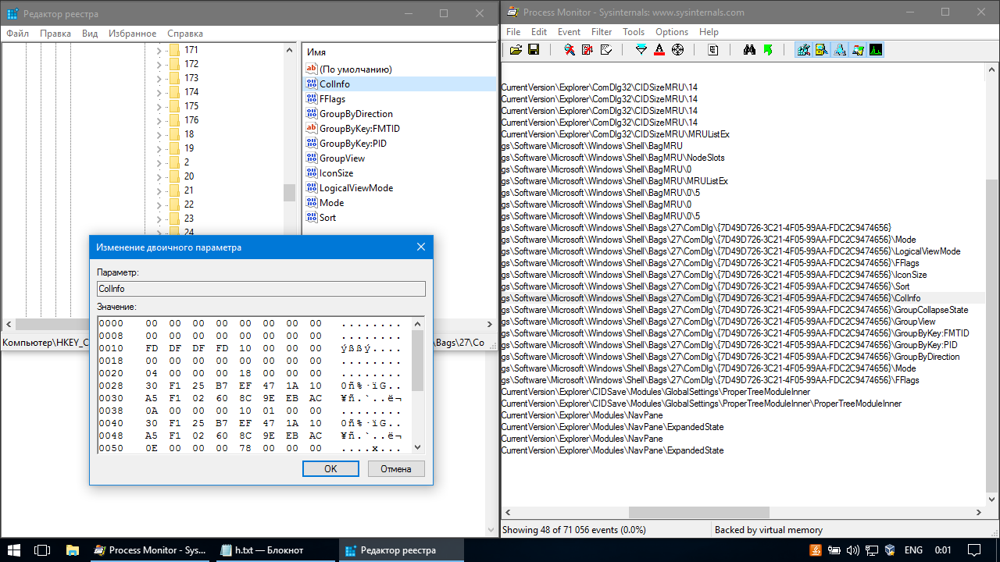 Редактор реестра
Файл Правка Вид Избранное Справка
171
172
173
174
175
176
18
19
2
20
21
22
23
24
Имя
(По умолчанию)
ColInfo
FFlags
GroupByDirection
GroupByKey:FMTID
GroupByKey:PID
GroupView
IconSize
LogicalViewMode
Mode
Sort
Компьютер\HKEY_C
\Bags\27\Co
Изменение двоичного параметра
Параметр:
ColInfo
Значение:
0000 00 00 00 00 00 00 00 00 ........
0008 00 00 00 00 00 00 00 00 ........
0010 FD DF DF FD 10 00 00 00 ýßßý....
0018 00 00 00 00 00 00 00 00 ........
0020 04 00 00 00 18 00 00 00 ........
0028 30 F1 25 B7 EF 47 1A 10 0ñ%·ïG..
0030 A5 F1 02 60 8C 9E EB AC ¥ñ.`..ë¬
0038 0A 00 00 00 10 01 00 00 ........
0040 30 F1 25 B7 EF 47 1A 10 0ñ%·ïG..
0048 A5 F1 02 60 8C 9E EB AC ¥ñ.`..ë¬
0050 0E 00 00 00 78 00 00 00 ....x...
OK Отмена
Process Monitor - Sysinternals: www.sysinternals.com
File Edit Event Filter Tools Options Help
CurrentVersion\Explorer\ComDlg32\CIDSizeMRU\14
CurrentVersion\Explorer\ComDlg32\CIDSizeMRU\14
CurrentVersion\Explorer\ComDlg32\CIDSizeMRU\14
CurrentVersion\Explorer\ComDlg32\CIDSizeMRU\14
CurrentVersion\Explorer\ComDlg32\CIDSizeMRU\MRUListEx
gs\Software\Microsoft\Windows\Shell\BagMRU
gs\Software\Microsoft\Windows\Shell\BagMRU\NodeSlots
gs\Software\Microsoft\Windows\Shell\BagMRU\0
gs\Software\Microsoft\Windows\Shell\BagMRU\MRUListEx
gs\Software\Microsoft\Windows\Shell\BagMRU\0\5
gs\Software\Microsoft\Windows\Shell\BagMRU\0
gs\Software\Microsoft\Windows\Shell\BagMRU\0\5
gs\Software\Microsoft\Windows\Shell\Bags\27\ComDlg\{7D49D726-3C21-4F05-99AA-FDC2C9474656}
gs\Software\Microsoft\Windows\Shell\Bags\27\ComDlg\{7D49D726-3C21-4F05-99AA-FDC2C9474656}\Mode
gs\Software\Microsoft\Windows\Shell\Bags\27\ComDlg\{7D49D726-3C21-4F05-99AA-FDC2C9474656}\LogicalViewMode
gs\Software\Microsoft\Windows\Shell\Bags\27\ComDlg\{7D49D726-3C21-4F05-99AA-FDC2C9474656}\FFlags
gs\Software\Microsoft\Windows\Shell\Bags\27\ComDlg\{7D49D726-3C21-4F05-99AA-FDC2C9474656}\IconSize
gs\Software\Microsoft\Windows\Shell\Bags\27\ComDlg\{7D49D726-3C21-4F05-99AA-FDC2C9474656}\Sort
gs\Software\Microsoft\Windows\Shell\Bags\27\ComDlg\{7D49D726-3C21-4F05-99AA-FDC2C9474656}\ColInfo
gs\Software\Microsoft\Windows\Shell\Bags\27\ComDlg\{7D49D726-3C21-4F05-99AA-FDC2C9474656}\GroupCollapseState
gs\Software\Microsoft\Windows\Shell\Bags\27\ComDlg\{7D49D726-3C21-4F05-99AA-FDC2C9474656}\GroupView
gs\Software\Microsoft\Windows\Shell\Bags\27\ComDlg\{7D49D726-3C21-4F05-99AA-FDC2C9474656}\GroupByKey:FMTID
gs\Software\Microsoft\Windows\Shell\Bags\27\ComDlg\{7D49D726-3C21-4F05-99AA-FDC2C9474656}\GroupByKey:PID
gs\Software\Microsoft\Windows\Shell\Bags\27\ComDlg\{7D49D726-3C21-4F05-99AA-FDC2C9474656}\GroupByDirection
gs\Software\Microsoft\Windows\Shell\Bags\27\ComDlg\{7D49D726-3C21-4F05-99AA-FDC2C9474656}\Mode
gs\Software\Microsoft\Windows\Shell\Bags\27\ComDlg\{7D49D726-3C21-4F05-99AA-FDC2C9474656}\FFlags
CurrentVersion\Explorer\CIDSave\Modules\GlobalSettings\ProperTreeModuleInner
CurrentVersion\Explorer\CIDSave\Modules\GlobalSettings\ProperTreeModuleInner\ProperTreeModuleInner
CurrentVersion\Explorer\Modules\NavPane
CurrentVersion\Explorer\Modules\NavPane\ExpandedState
CurrentVersion\Explorer\Modules\NavPane
CurrentVersion\Explorer\Modules\NavPane\ExpandedState
Showing 48 of 71 056 events (0.0%) Backed by virtual memory
Process Monitor - Sys... h.txt — Блокнот Редактор реестра ENG 0:01